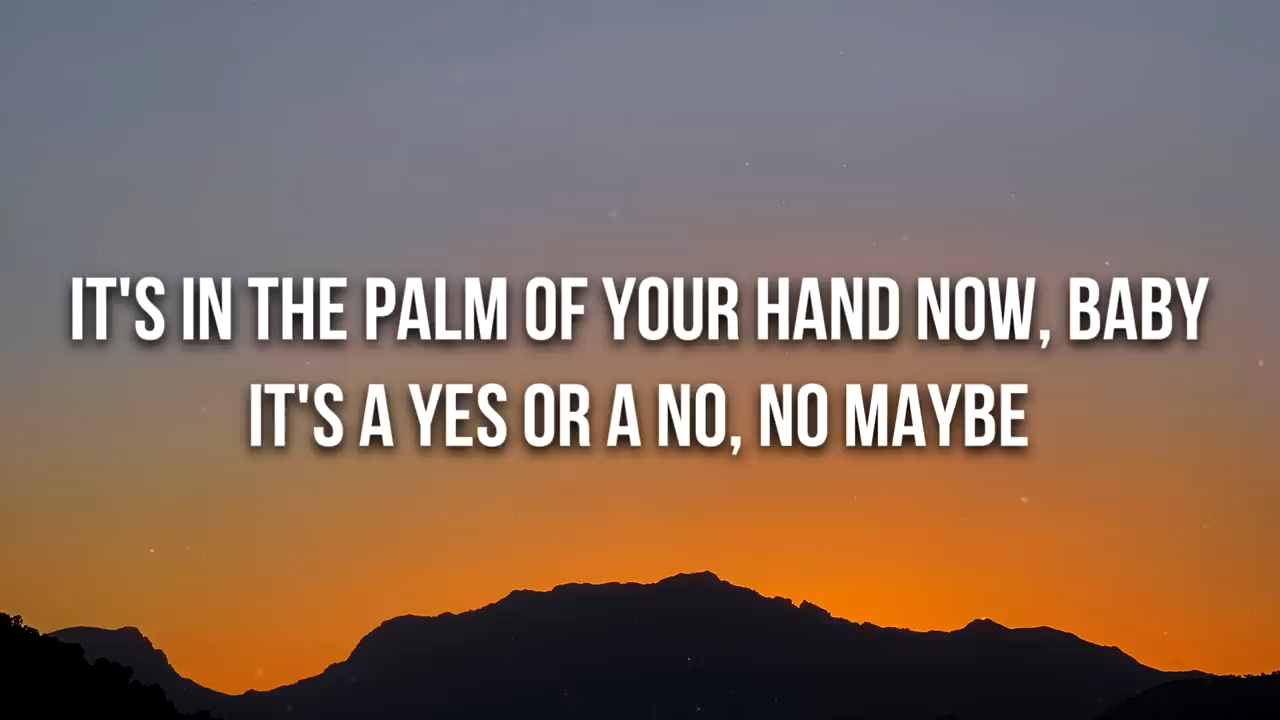 IT'S IN THE PALM OF YOUR HAND NOW, BABY
IT'S A YES OR A NO, NO MAYBE